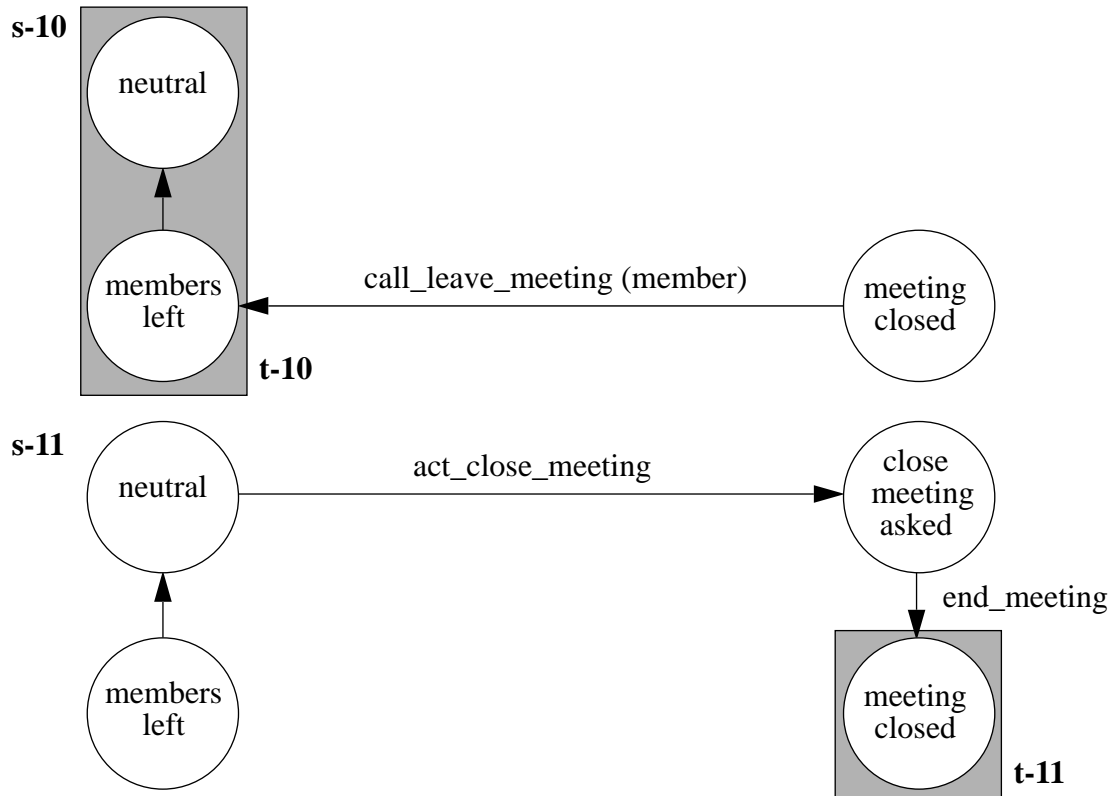 s-10
neutral
members
left
call_leave_meeting (member)
meeting
closed
t-10
s-11
neutral
act_close_meeting
close
meeting
asked
end_meeting
members
left
meeting
closed
t-11